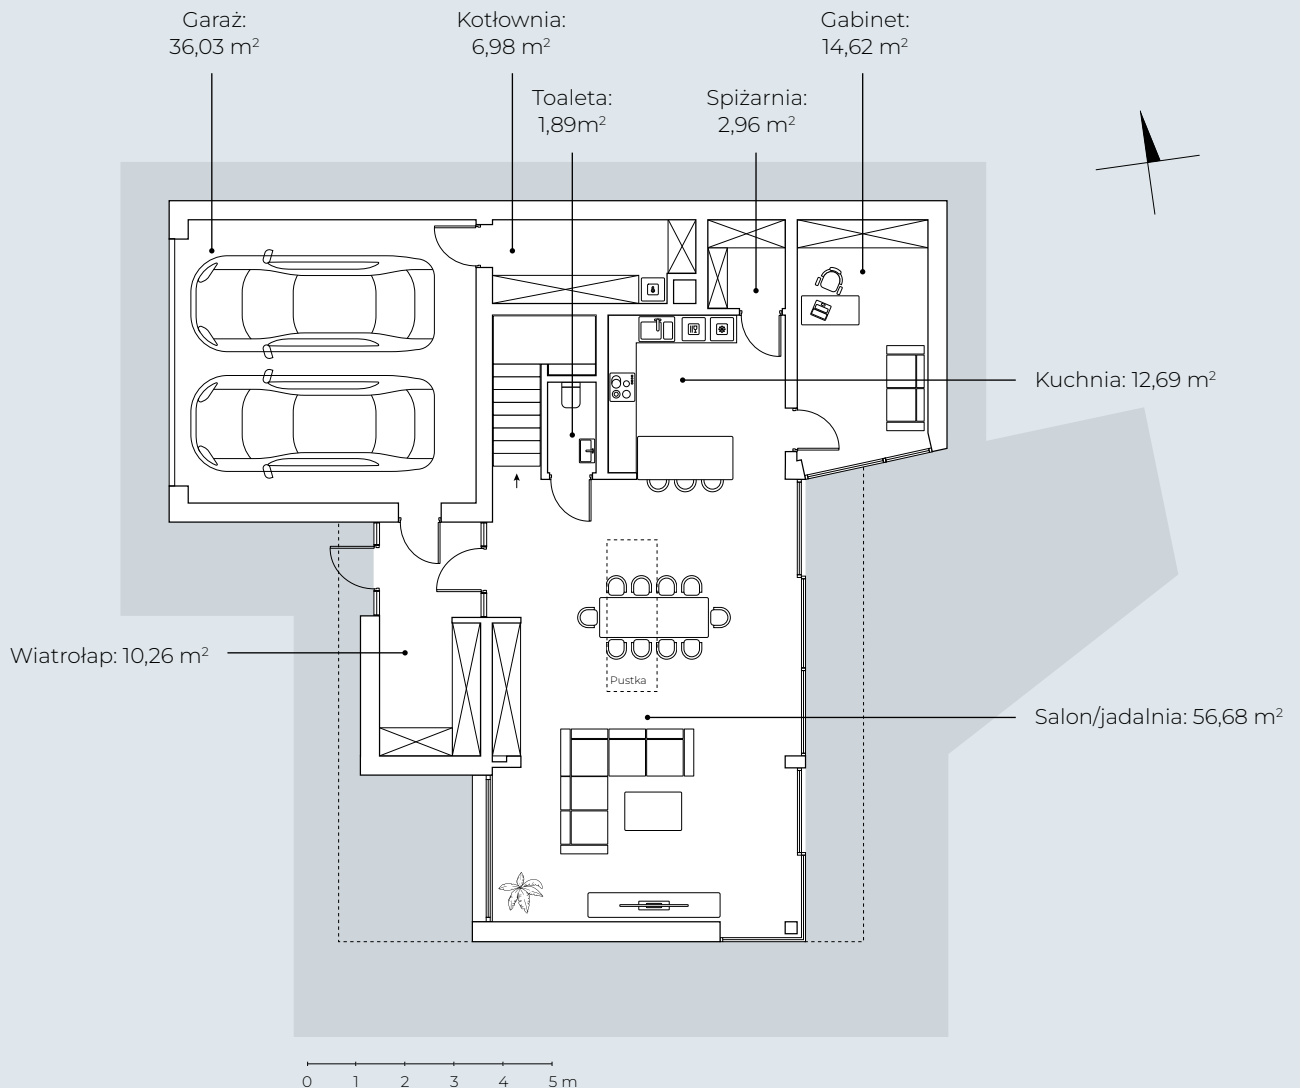 Garaż:
36,03 m²
Kotłownia:
6,98 m²
Gabinet:
14,62 m²
Toaleta:
1,89m²
Spiżarnia:
2,96 m²
Kuchnia: 12,69 m²
Wiatrołap: 10,26 m²
Pustka
Salon/jadalnia: 56,68 m²
0 1 2 3 4 5 m